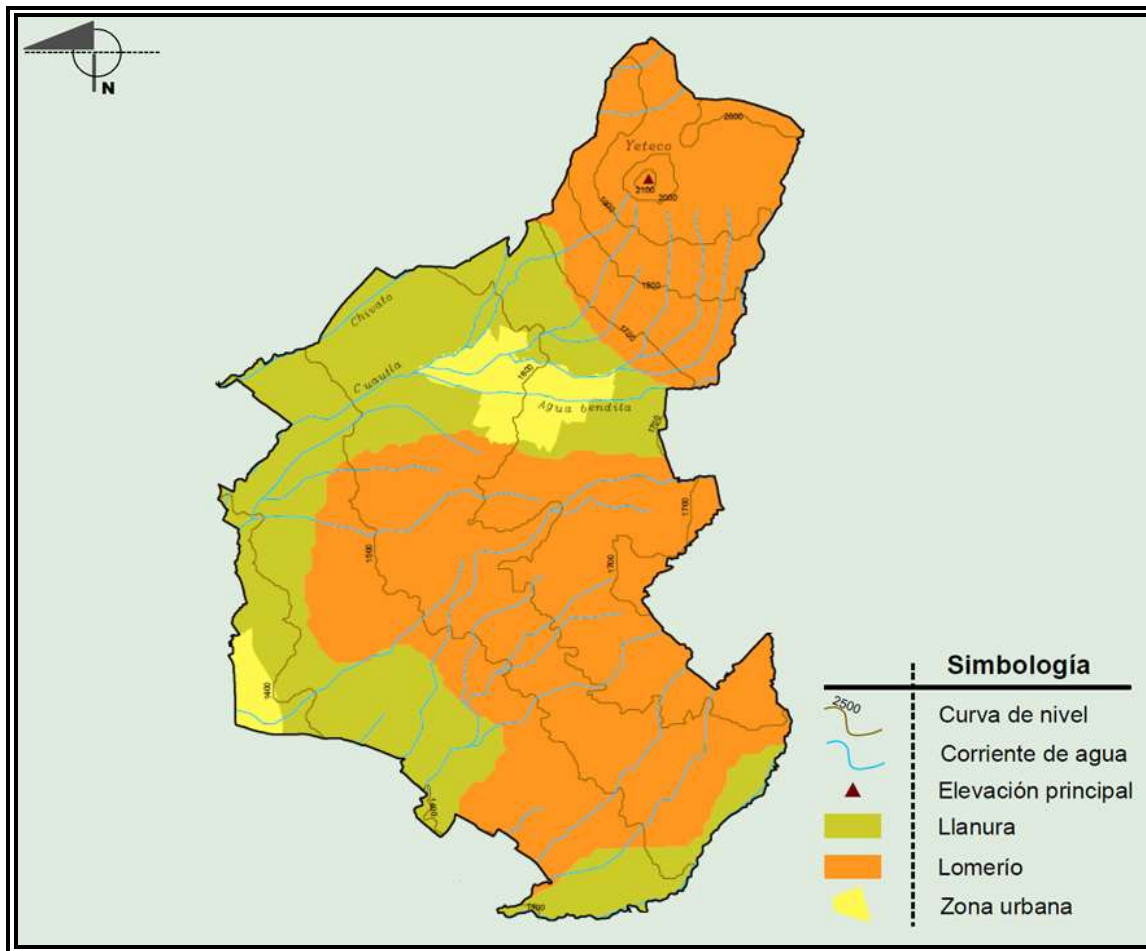 N
2000
Yeteco
2100
2000
1900
1800
1700
Chivato
Cuautla
1600
Agua bendita
1700
1700
1500
1700
1400
1400
Simbología
2500
Curva de nivel
Corriente de agua
Elevación principal
Llanura
Lomerío
Zona urbana